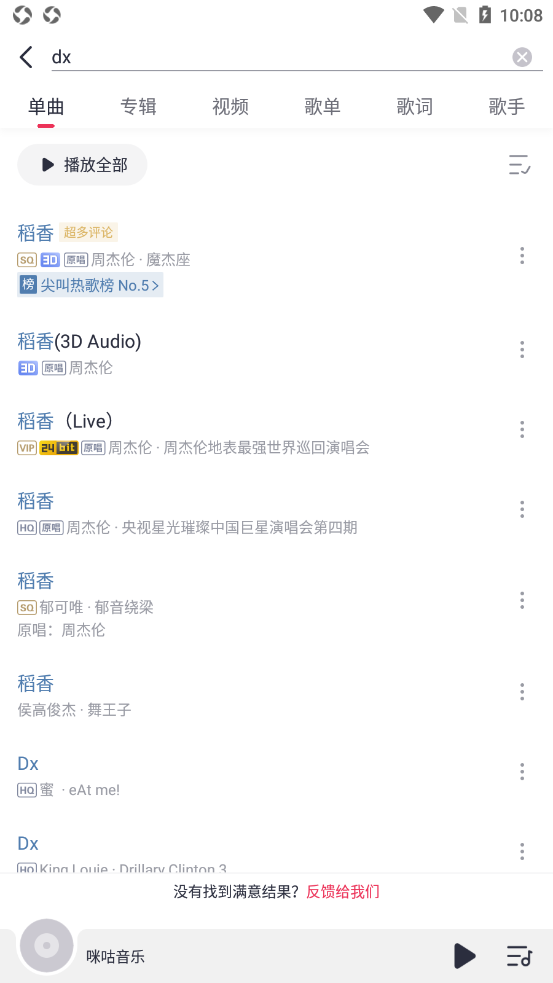 10:08
dx
单曲 专辑 视频 歌单 歌词 歌手
播放全部
稻香 超多评论
SQ 3D 原唱 周杰伦 · 魔杰座
榜 尖叫热歌榜 No.5>
稻香(3D Audio)
3D 原唱 周杰伦
稻香（Live）
VIP 24bit 原唱 周杰伦 · 周杰伦地表最强世界巡回演唱会
稻香
HQ 原唱 周杰伦 · 央视星光璀璨中国巨星演唱会第四期
稻香
SQ 郁可唯 · 郁音绕梁
原唱：周杰伦
稻香
侯高俊杰 · 舞王子
Dx
HQ 蜜 · eAt me!
Dx
HQ King Louie · Drillary Clinton 3
没有找到满意结果？反馈给我们
咪咕音乐